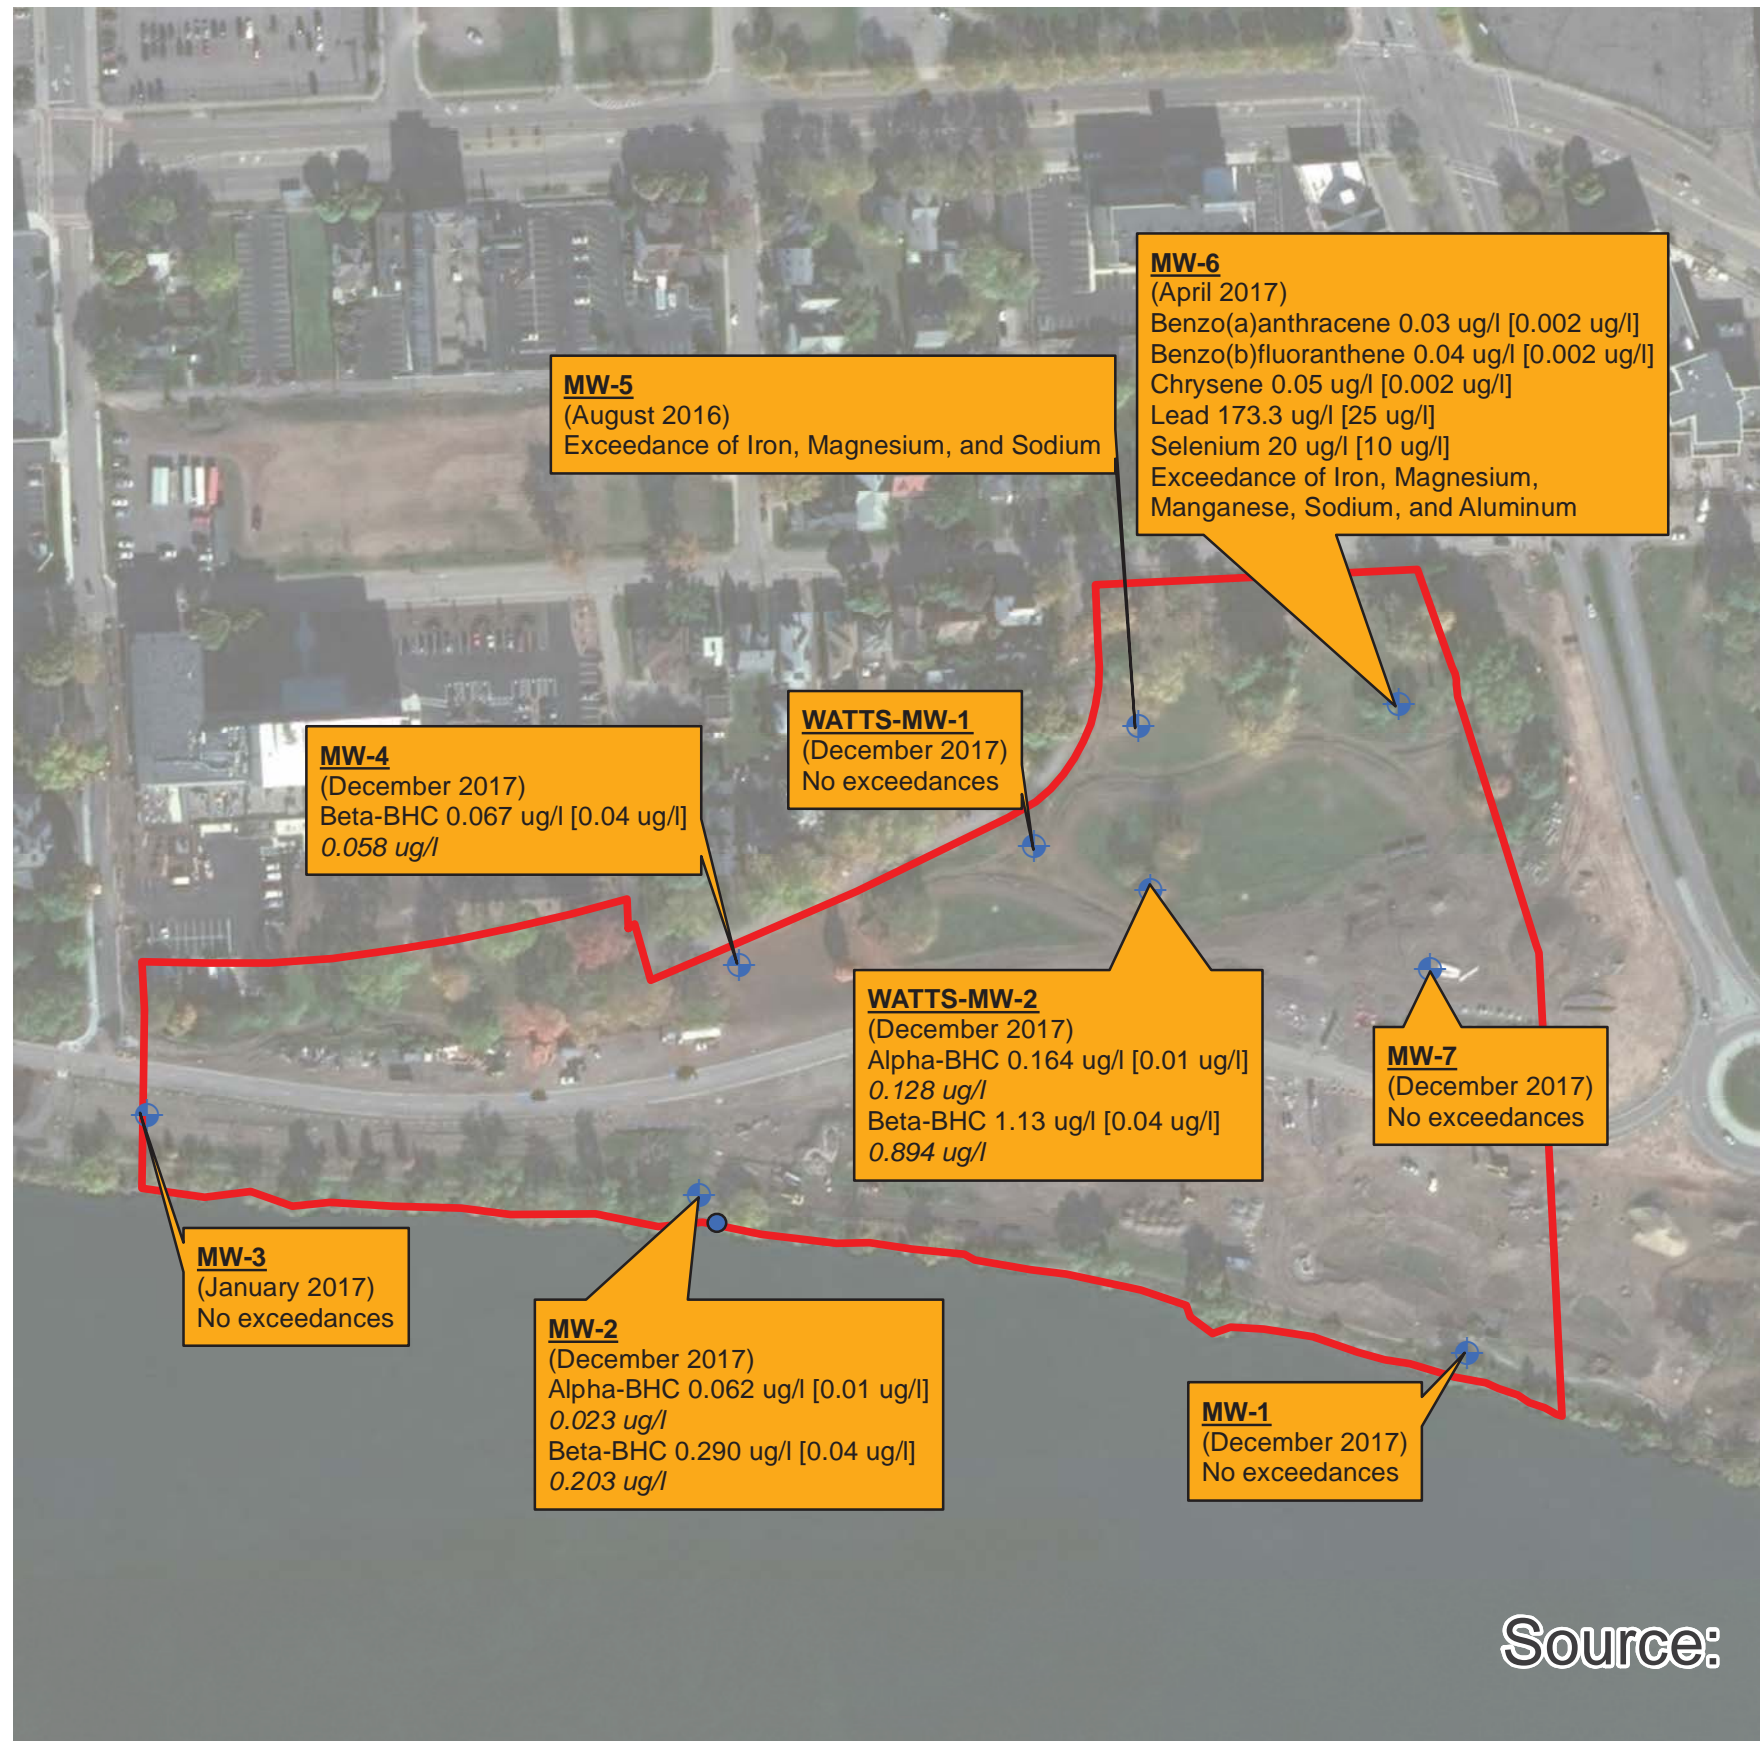 MW-6
(April 2017)
Benzo(a)anthracene 0.03 ug/l [0.002 ug/l]
Benzo(b)fluoranthene 0.04 ug/l [0.002 ug/l]
Chrysene 0.05 ug/l [0.002 ug/l]
Lead 173.3 ug/l [25 ug/l]
Selenium 20 ug/l [10 ug/l]
Exceedance of Iron, Magnesium,
Manganese, Sodium, and Aluminum
MW-5
(August 2016)
Exceedance of Iron, Magnesium, and Sodium
WATTS-MW-1
(December 2017)
No exceedances
MW-4
(December 2017)
Beta-BHC 0.067 ug/l [0.04 ug/l]
0.058 ug/l
WATTS-MW-2
(December 2017)
Alpha-BHC 0.164 ug/l [0.01 ug/l]
0.128 ug/l
Beta-BHC 1.13 ug/l [0.04 ug/l]
0.894 ug/l
MW-7
(December 2017)
No exceedances
MW-3
(January 2017)
No exceedances
MW-2
(December 2017)
Alpha-BHC 0.062 ug/l [0.01 ug/l]
0.023 ug/l
Beta-BHC 0.290 ug/l [0.04 ug/l]
0.203 ug/l
MW-1
(December 2017)
No exceedances
Source: